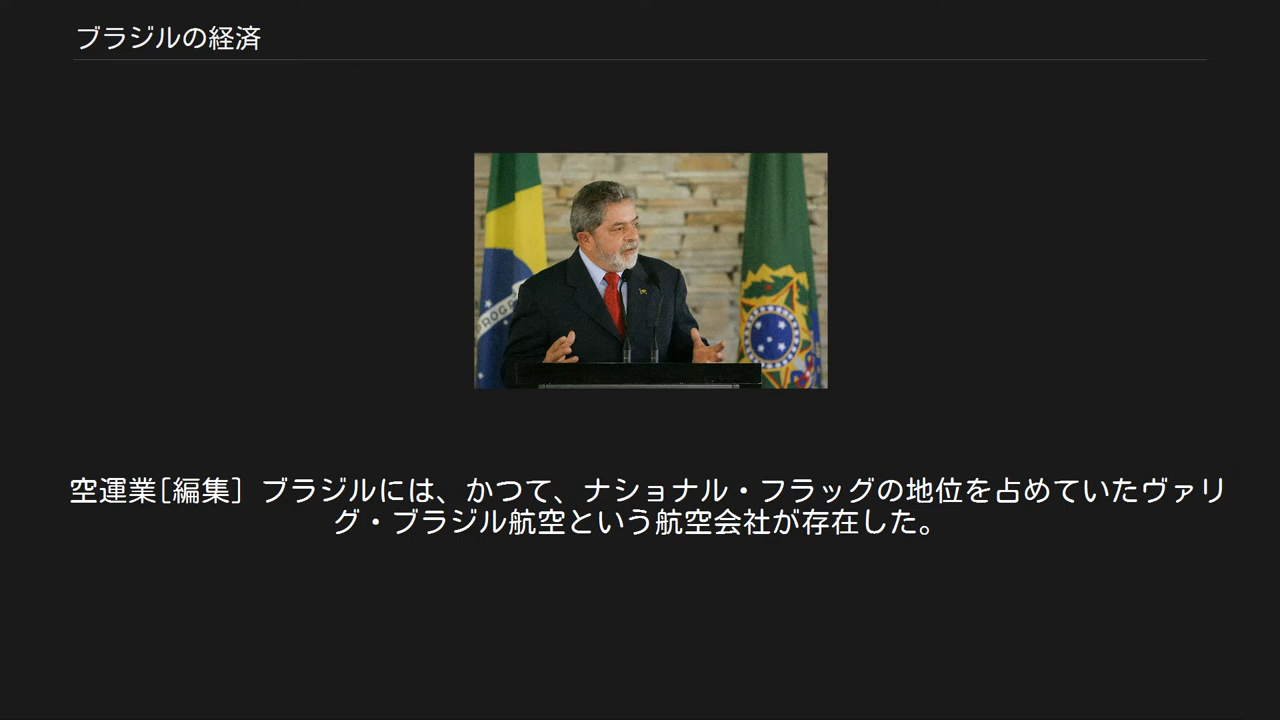 ブラジルの経済
PROG
空運業[編集] ブラジルには、かつて、ナショナル・フラッグの地位を占めていたヴァリ
グ・ブラジル航空という航空会社が存在した。